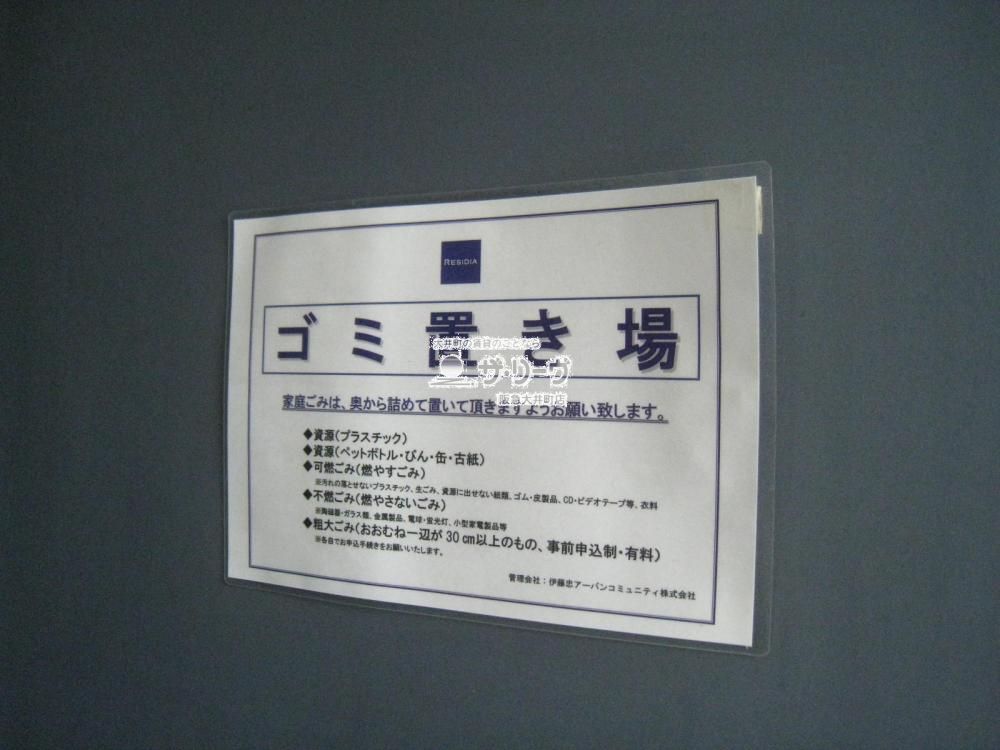 RESIDIA
ゴミ置き場
大井町の賃貸のことなら
ザ・リーヴ
阪急大井町店
家庭ごみは、奥から詰めて置いて頂きますようお願い致します。
◆資源(プラスチック)
◆資源(ペットボトル・びん・缶・古紙)
◆可燃ごみ(燃やすごみ)
※汚れの落とせないプラスチック、生ごみ、資源に出せない紙類、ゴム・皮製品、CD・ビデオテープ等、衣料
◆不燃ごみ(燃やさないごみ)
※陶磁器・ガラス類、金属製品、電球・蛍光灯、小型家電製品等
◆粗大ごみ(おおむね一辺が30cm以上のもの、事前申込制・有料)
※各自でお申込手続きをお願いいたします。
管理会社：伊藤忠アーバンコミュニティ株式会社